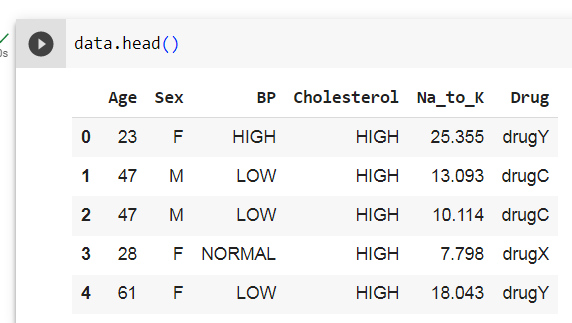 data.head()
Age Sex BP Cholesterol Na_to_K Drug
0 23 F HIGH HIGH 25.355 drugY
1 47 M LOW HIGH 13.093 drugC
2 47 M LOW HIGH 10.114 drugC
3 28 F NORMAL HIGH 7.798 drugX
4 61 F LOW HIGH 18.043 drugY